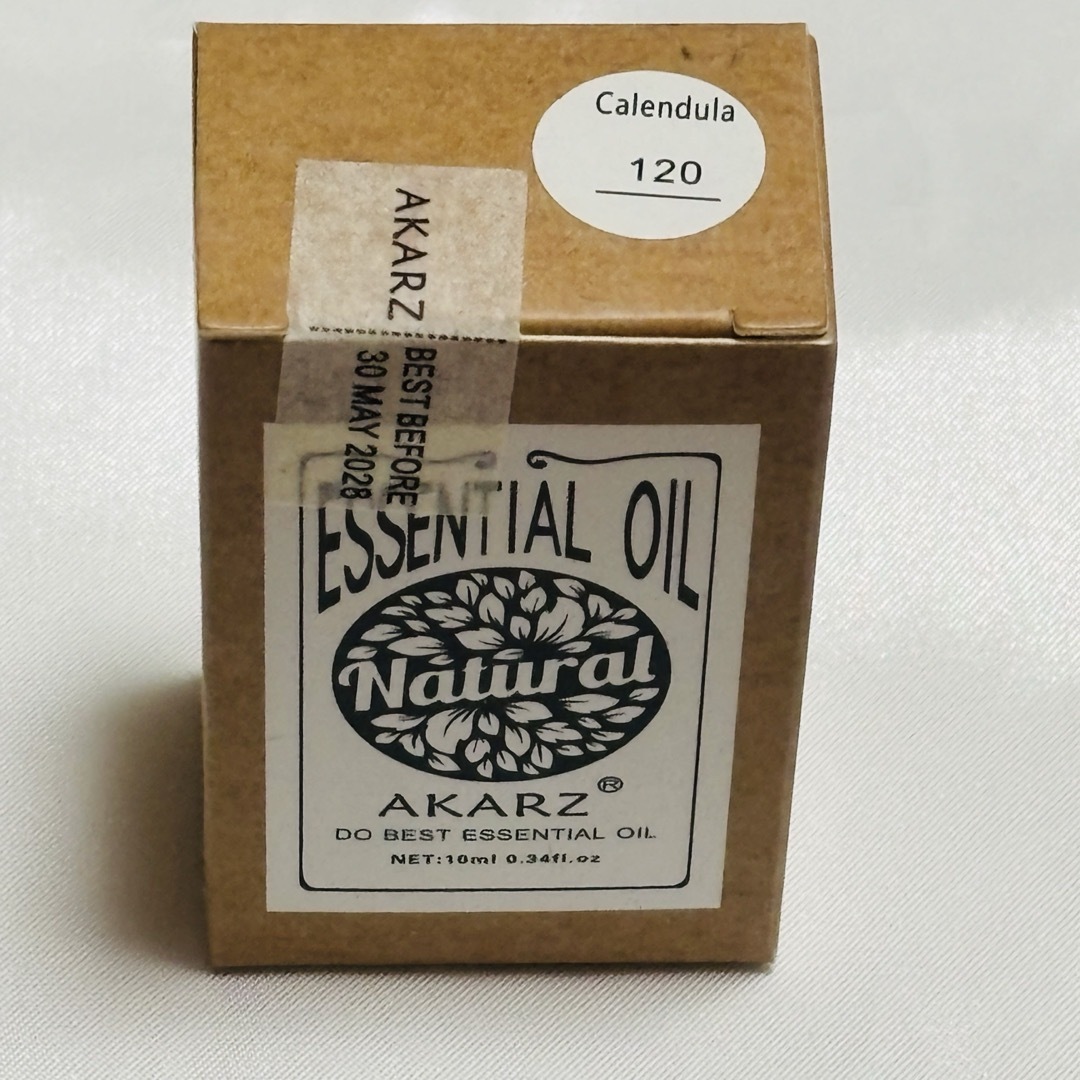 Calendula
120
AKARZ
BEST BEFORE
30 MAY 2028
ESSENTIAL OIL
Natural
AKARZ®
DO BEST ESSENTIAL OIL
NET:10ml 0.34fl.oz